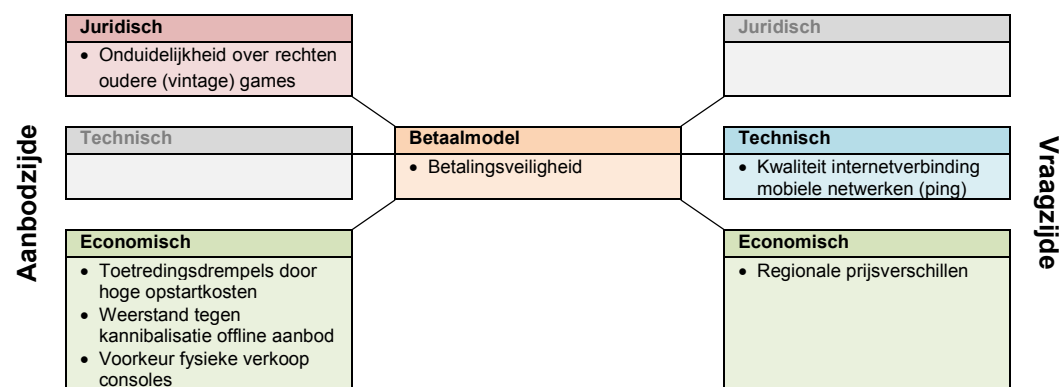 Aanbodzijde
Juridisch
• Onduidelijkheid over rechten
oudere (vintage) games
Technisch
Economisch
• Toetredingsdrempels door
hoge opstartkosten
• Weerstand tegen
kannibalisatie offline aanbod
• Voorkeur fysieke verkoop
consoles
Betaalmodel
• Betalingsveiligheid
Juridisch
Technisch
• Kwaliteit internetverbinding
mobiele netwerken (ping)
Economisch
• Regionale prijsverschillen
Vraagzijde